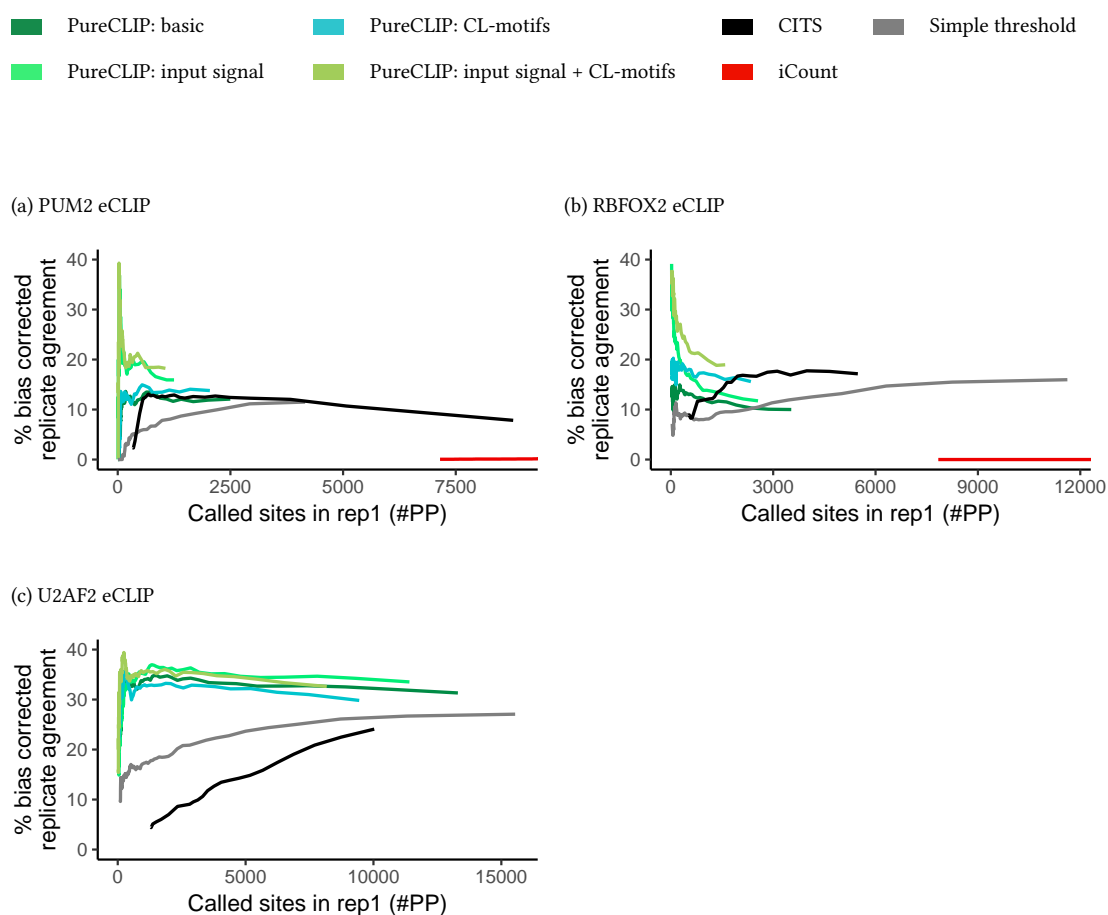 PureCLIP: basic
PureCLIP: CL-motifs
CITS
Simple threshold
PureCLIP: input signal
PureCLIP: input signal + CL-motifs
iCount
(a) PUM2 eCLIP
% bias corrected
replicate agreement
40
30
20
10
0
0 2500 5000 7500
Called sites in rep1 (#PP)
(b) RBFOX2 eCLIP
% bias corrected
replicate agreement
40
30
20
10
0
0 3000 6000 9000 12000
Called sites in rep1 (#PP)
(c) U2AF2 eCLIP
% bias corrected
replicate agreement
40
30
20
10
0
0 5000 10000 15000
Called sites in rep1 (#PP)